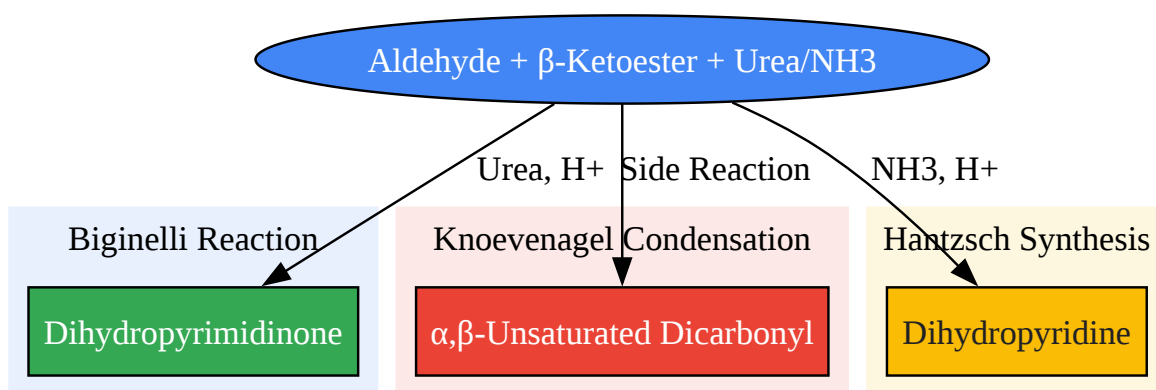 Aldehyde + β-Ketoester + Urea/NH3
Urea, H+
Side Reaction
NH3, H+
Biginelli Reaction
Knoevenagel Condensation
Hantzsch Synthesis
Dihydropyrimidinone
α,β-Unsaturated Dicarbonyl
Dihydropyridine